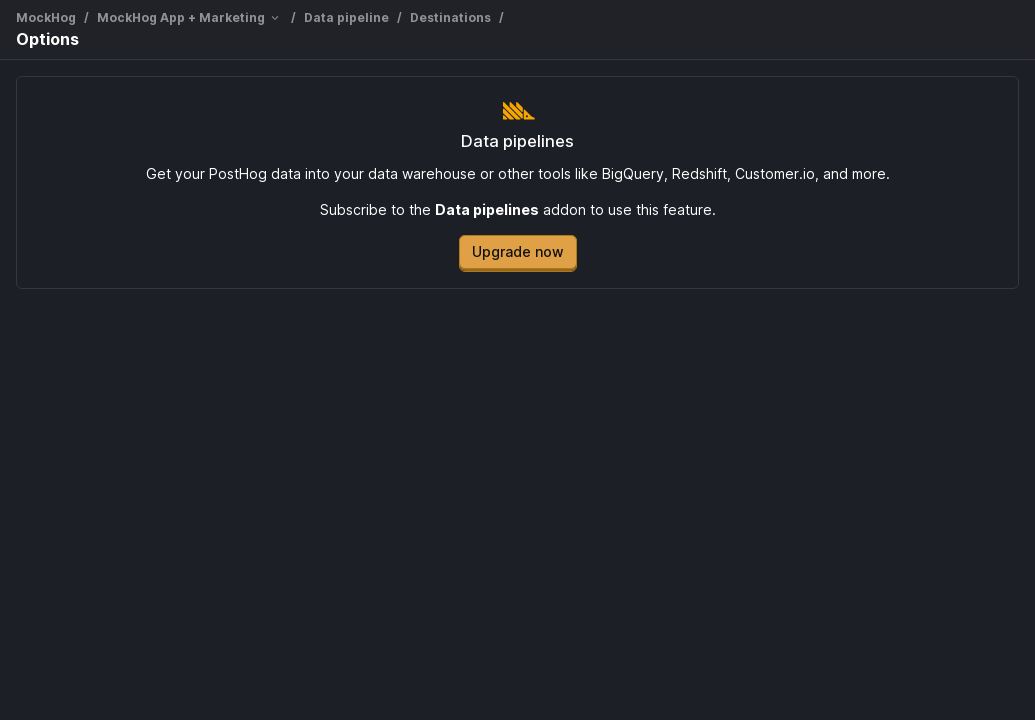 MockHog / MockHog App + Marketing / Data pipeline / Destinations /
Options
Data pipelines
Get your PostHog data into your data warehouse or other tools like BigQuery, Redshift, Customer.io, and more.
Subscribe to the Data pipelines addon to use this feature.
Upgrade now